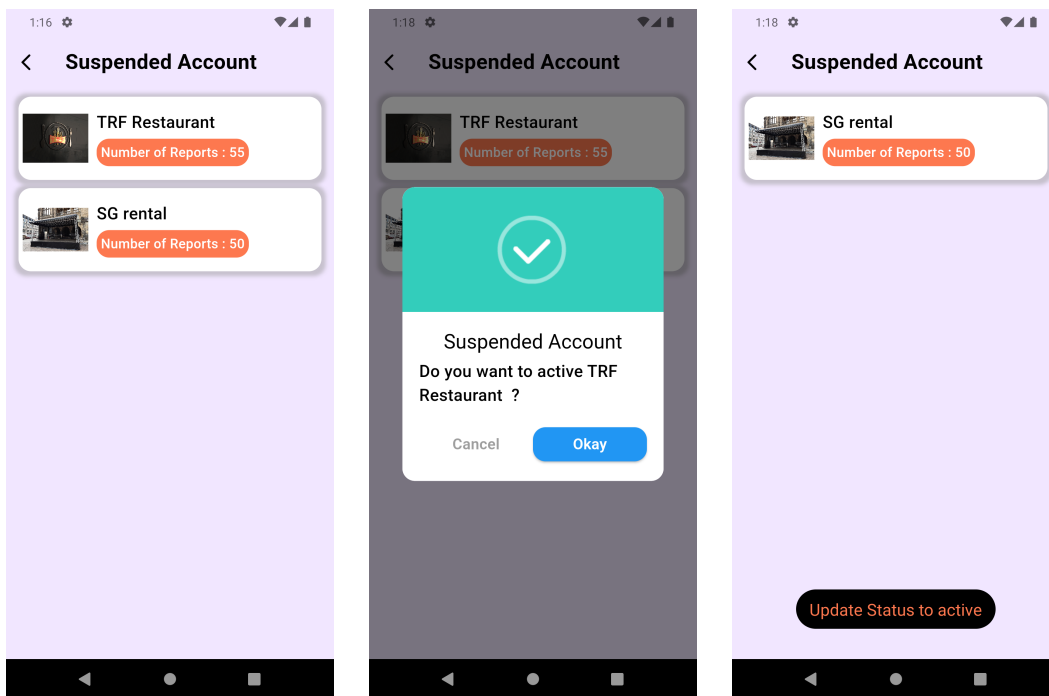 1:16
Suspended Account
TRF Restaurant
Number of Reports : 55
SG rental
Number of Reports : 50
1:18
Suspended Account
TRF Restaurant
Number of Reports : 55
Suspended Account
Do you want to active TRF
Restaurant ?
Cancel
Okay
1:18
Suspended Account
SG rental
Number of Reports : 50
Update Status to active